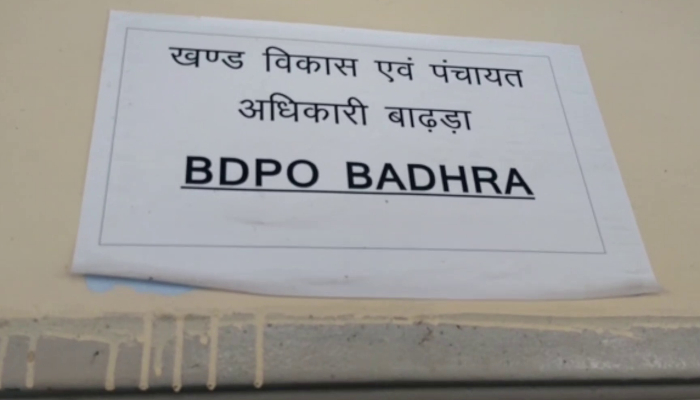 खण्ड विकास एवं पंचायत
अधिकारी बाढ़ड़ा
BDPO BADHRA